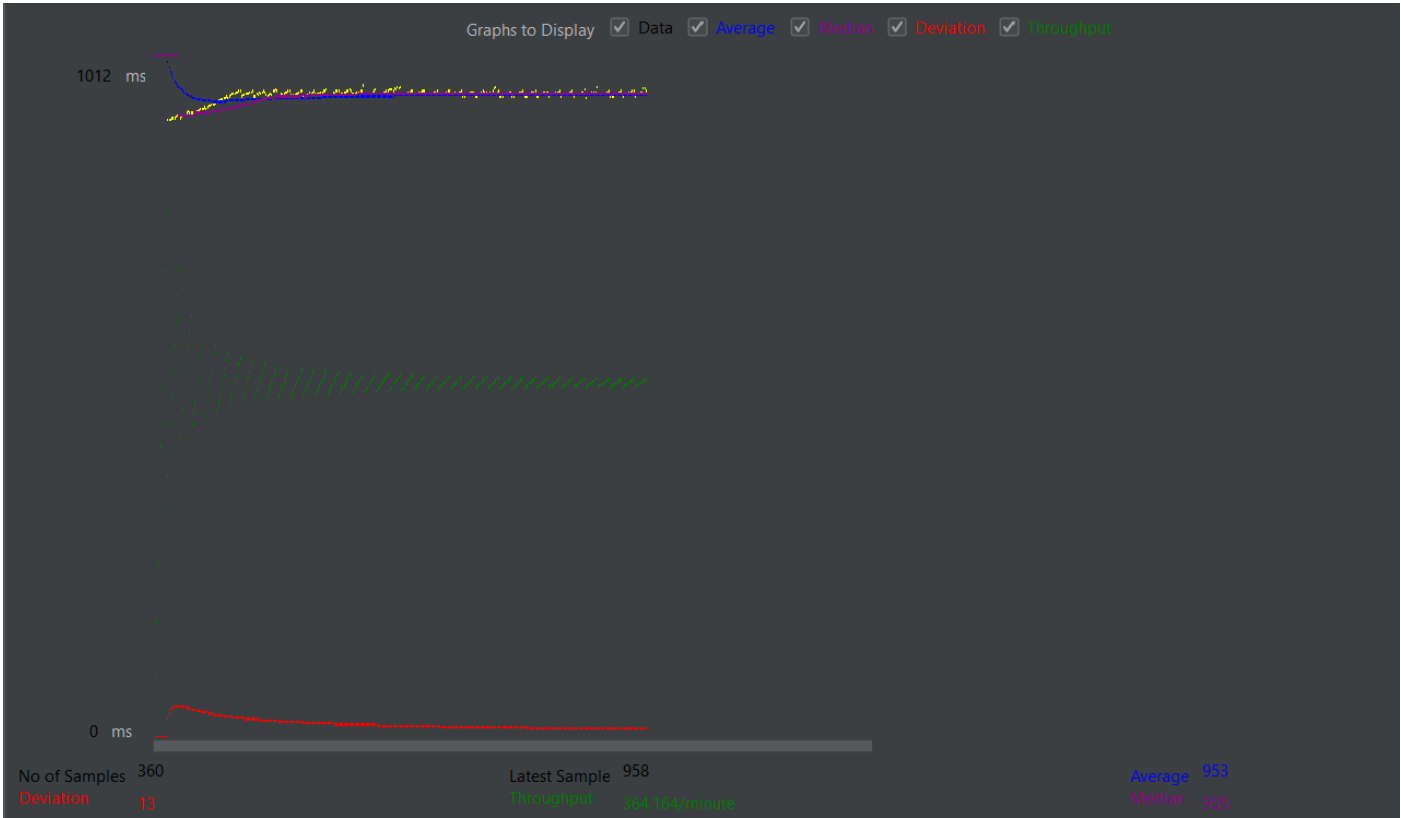 Graphs to Display Data Average Median Deviation Throughput
1012 ms
0 ms
No of Samples 360 Latest Sample 958 Average 953
Deviation 13 Throughput 364.164/minute Median 955